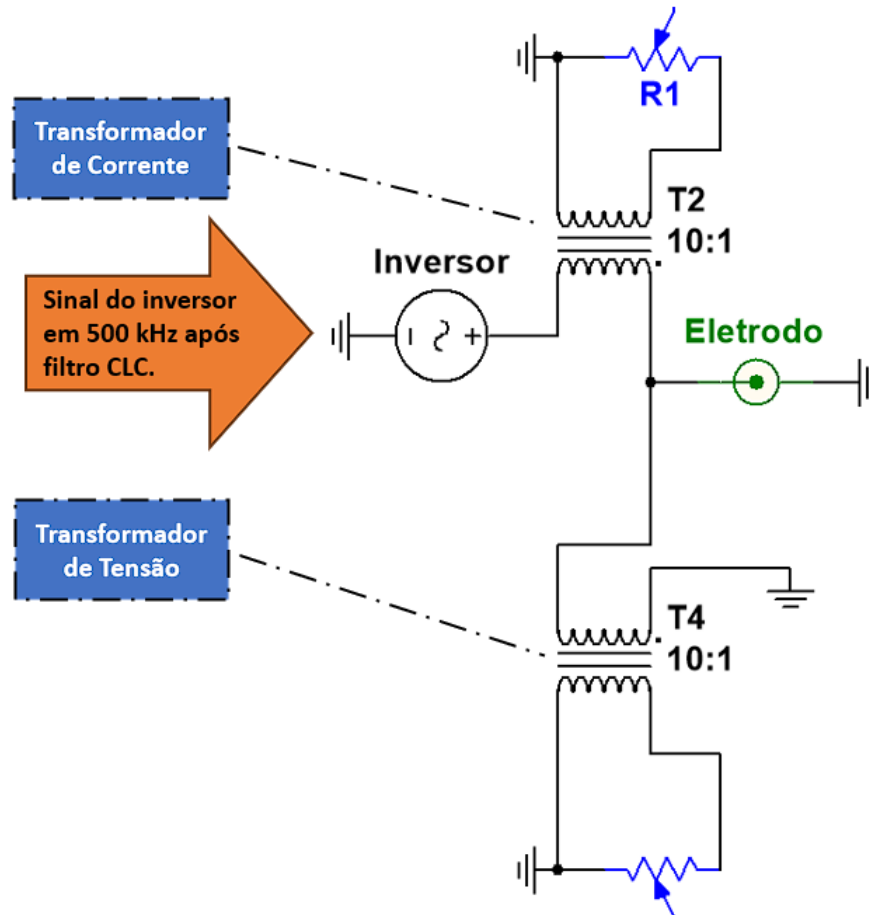 R1
Transformador
de Corrente
T2
10:1
Inversor
Sinal do inversor
em 500 kHz após
filtro CLC.
Eletrodo
Transformador
de Tensão
T4
10:1